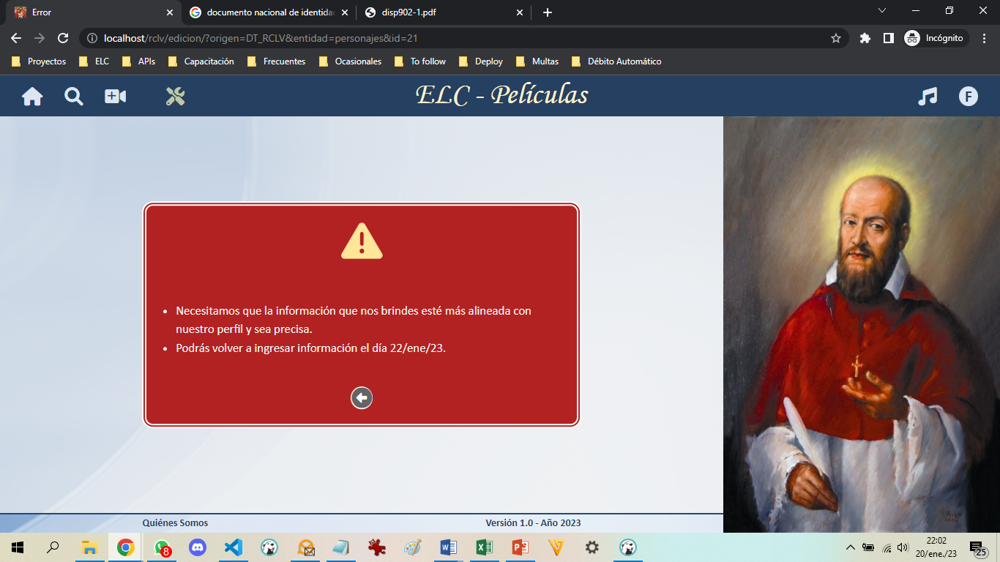 Error
documento nacional de identidad
disp902-1.pdf
localhost/rclv/edicion/?origen=DT_RCLV&entidad=personajes&id=21
Incógnito
Proyectos
ELC
APIs
Capacitación
Frecuentes
Ocasionales
To follow
Deploy
Multas
Débito Automático
ELC - Películas
F
Necesitamos que la información que nos brindes esté más alineada con
nuestro perfil y sea precisa.
Podrás volver a ingresar información el día 22/ene/23.
Quiénes Somos
Versión 1.0 - Año 2023
8
22:02
20/ene./23
25